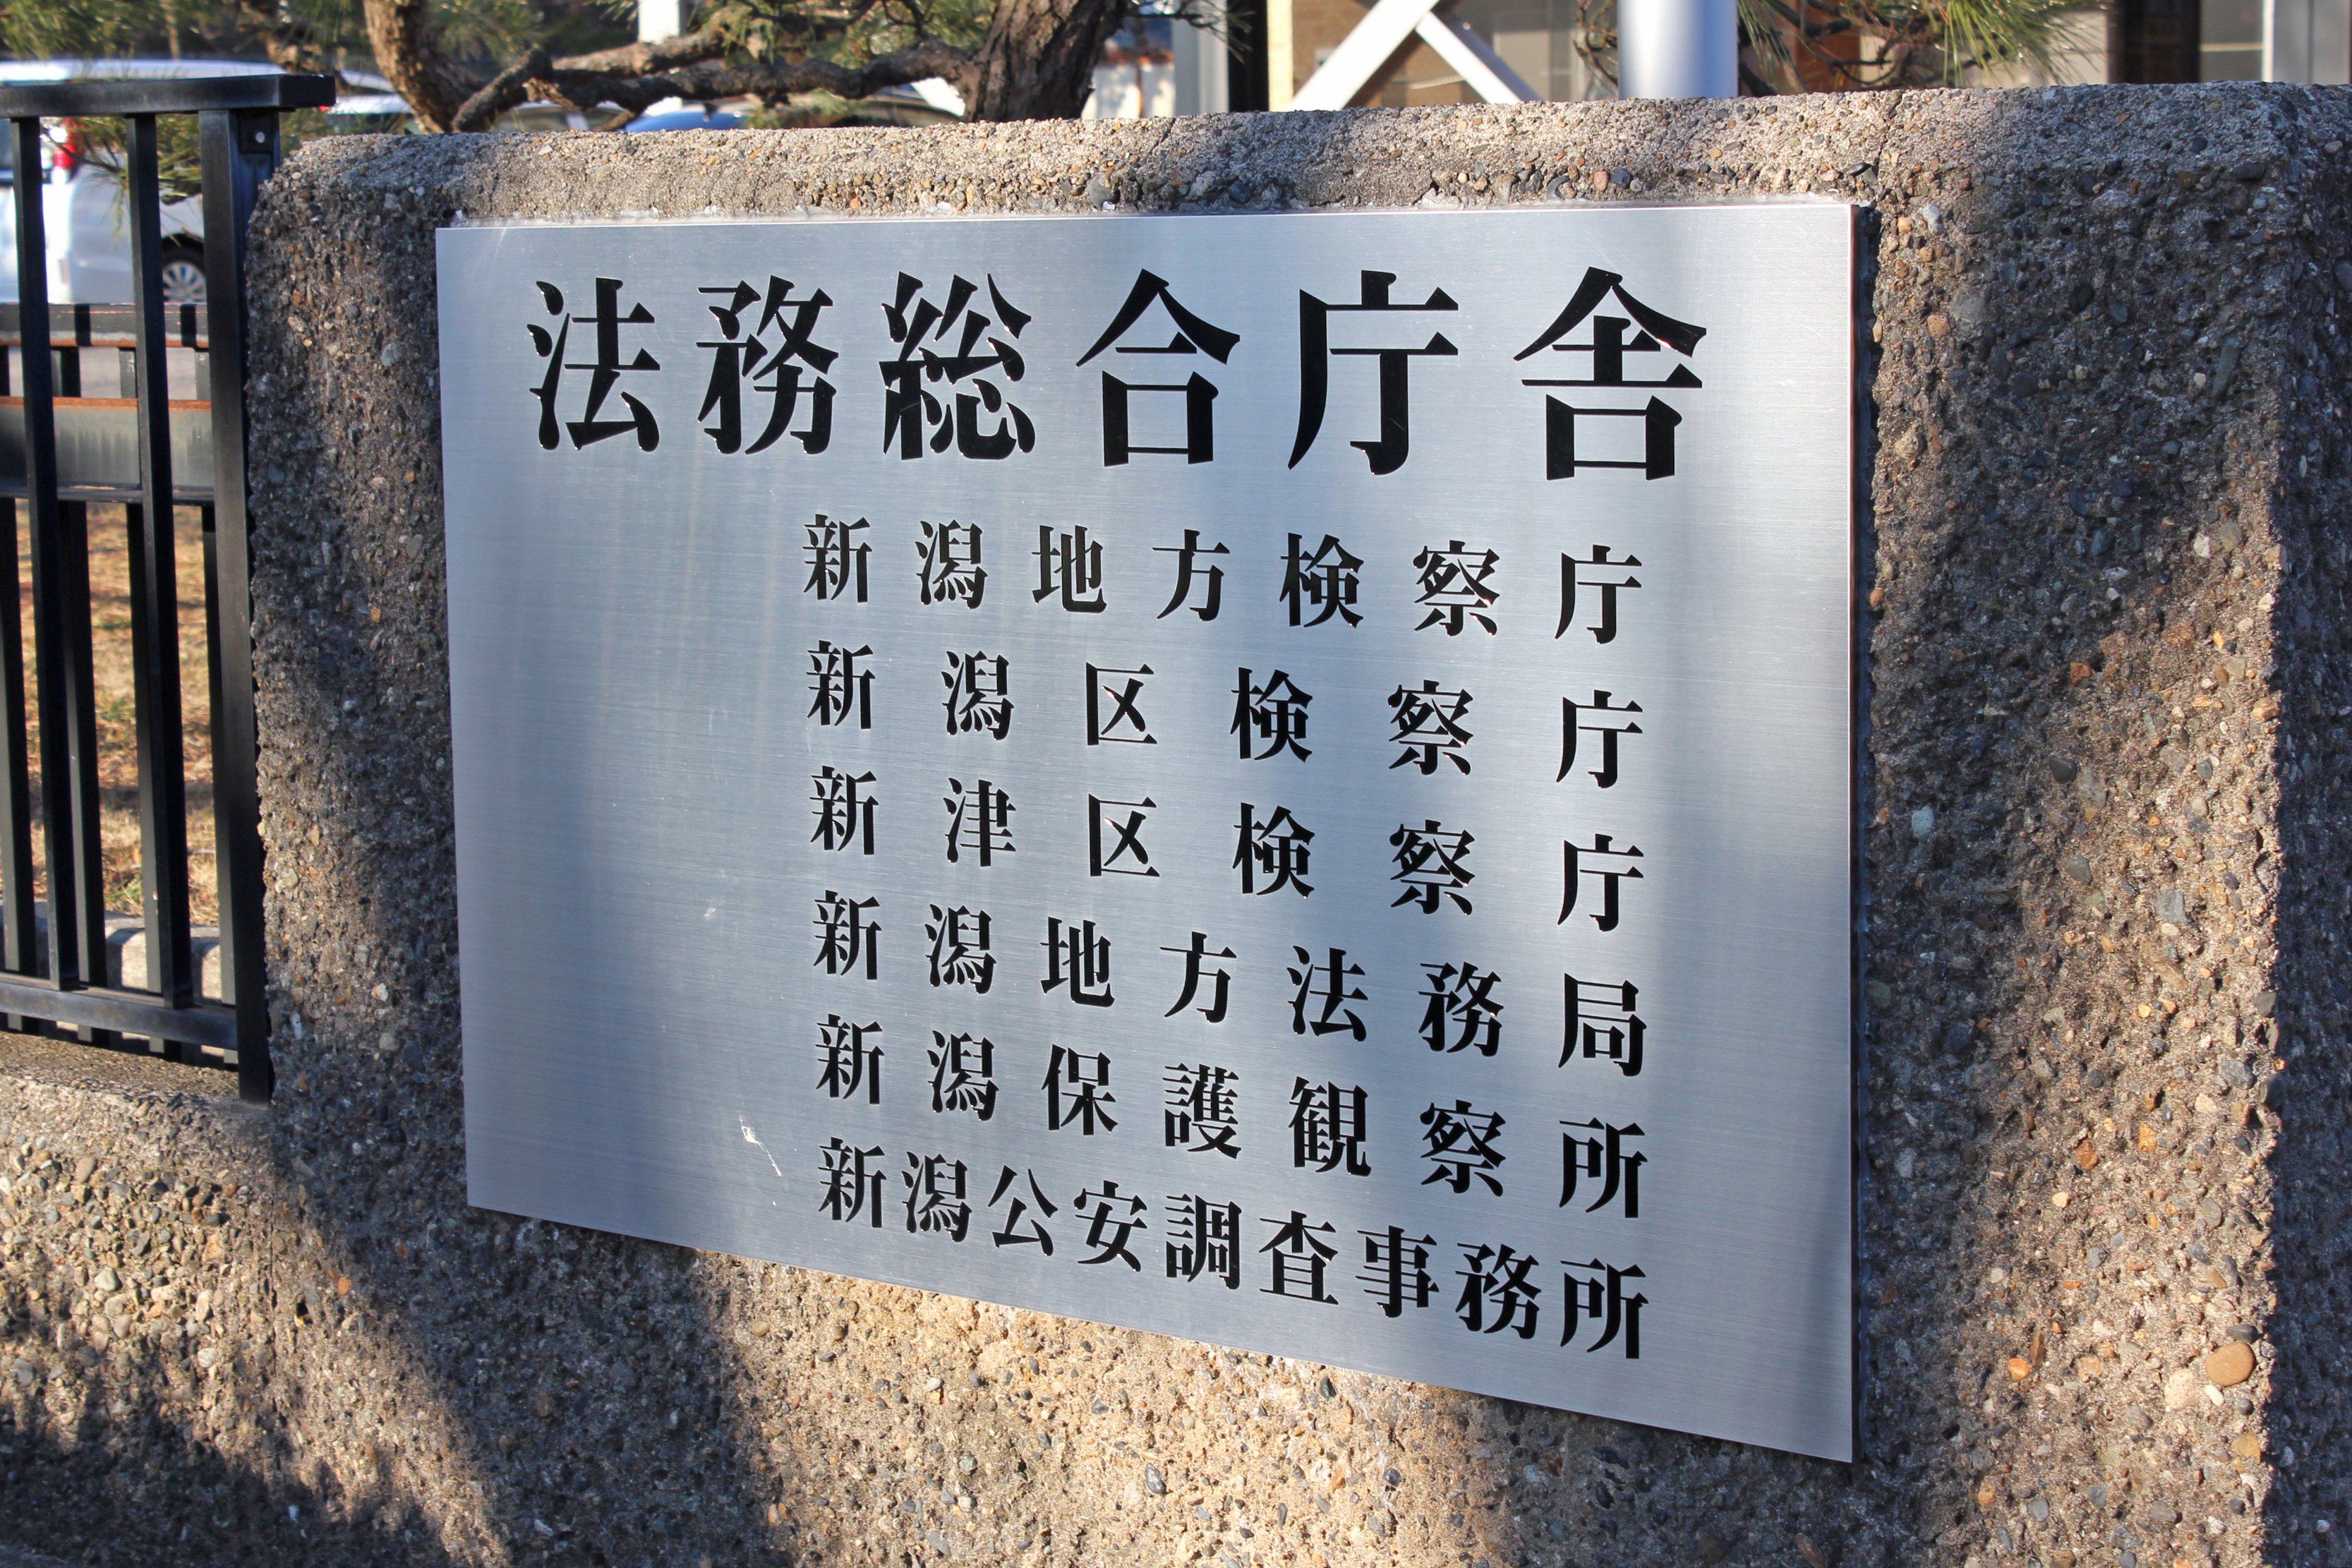 法務総合庁舎
新潟地方検察庁
新潟区検察庁
新津区検察庁
新潟地方法務局
新潟保護観察所
新潟公安調査事務所